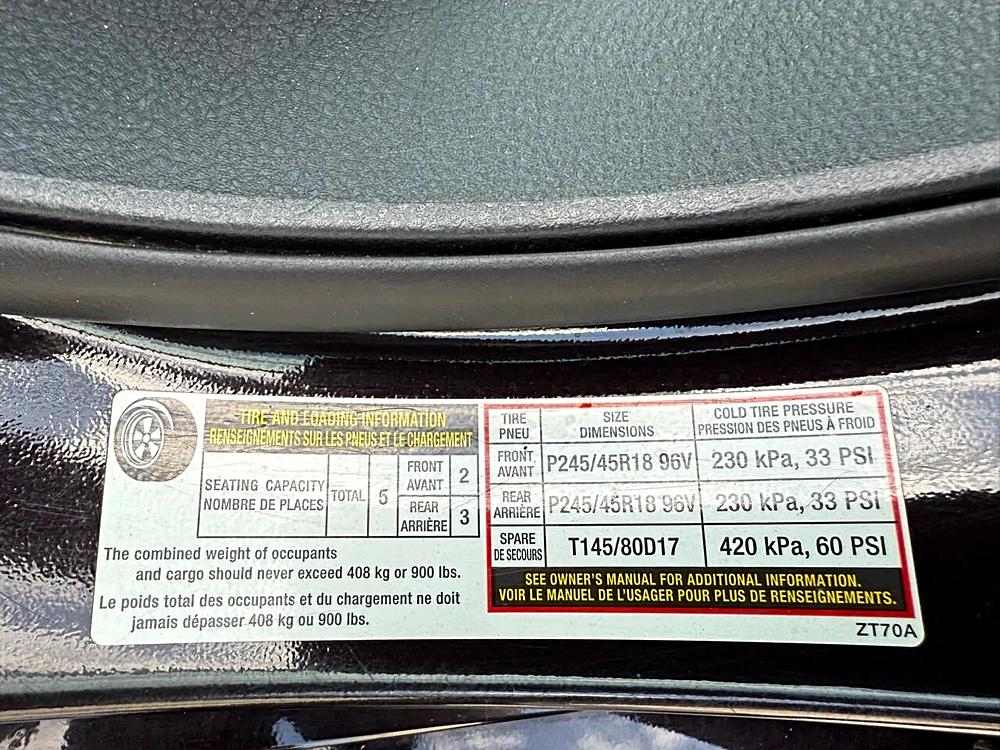 TIRE AND LOADING INFORMATION
RENSEIGNEMENTS SUR LES PNEUS ET LE CHARGEMENT
SEATING CAPACITY
NOMBRE DE PLACES
TOTAL
5
FRONT
AVANT
2
REAR
ARRIÈRE
3
The combined weight of occupants
and cargo should never exceed 408 kg or 900 lbs.
Le poids total des occupants et du chargement ne doit
jamais dépasser 408 kg ou 900 lbs.
TIRE
PNEU
SIZE
DIMENSIONS
COLD TIRE PRESSURE
PRESSION DES PNEUS À FROID
FRONT
AVANT
P245/45R18 96V
230 kPa, 33 PSI
REAR
ARRIÈRE
P245/45R18 96V
230 kPa, 33 PSI
SPARE
DE SECOURS
T145/80D17
420 kPa, 60 PSI
SEE OWNER'S MANUAL FOR ADDITIONAL INFORMATION.
VOIR LE MANUEL DE L'USAGER POUR PLUS DE RENSEIGNEMENTS.
ZT70A